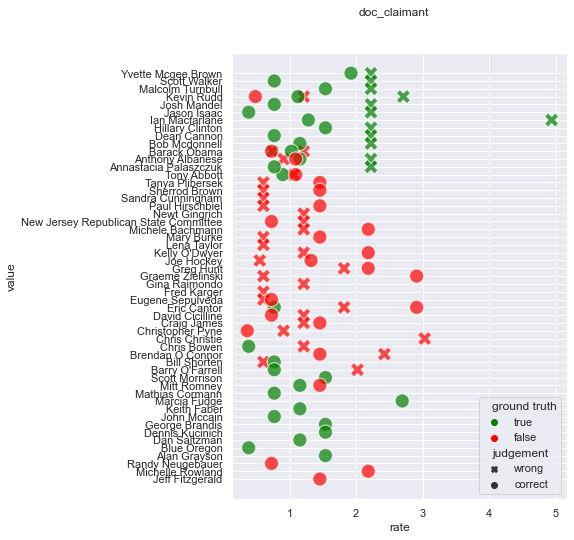 doc_claimant
Yvette Mcgee Brown
Scott Walker
Malcolm Turnbull
Kevin Rudd
Josh Mandel
Jason Isaac
Ian Macfarlane
Hillary Clinton
Dean Cannon
Bob Mcdonnell
Barack Obama
Anthony Albanese
Annastacia Palaszczuk
Tony Abbott
Tanya Plibersek
Sherrod Brown
Sandra Cunningham
Paul Hirschbiel
Newt Gingrich
New Jersey Republican State Committee
Michele Bachmann
Mary Burke
Lena Taylor
Kelly O'Dwyer
Joe Hockey
Greg Hunt
Graeme Zielinski
Gina Raimondo
Fred Karger
Eugene Sepulveda
Eric Cantor
David Cicilline
Craig James
Christopher Pyne
Chris Christie
Chris Bowen
Brendan O Connor
Bill Shorten
Barry O'Farrell
Scott Morrison
Mitt Romney
Mathias Cormann
Marcia Fudge
Keith Faber
John Mccain
George Brandis
Dennis Kucinich
Dan Saltzman
Blue Oregon
Alan Grayson
Randy Neugebauer
Michelle Rowland
Jeff Fitzgerald
value
ground truth
true
false
judgement
wrong
correct
1 2 3 4 5
rate